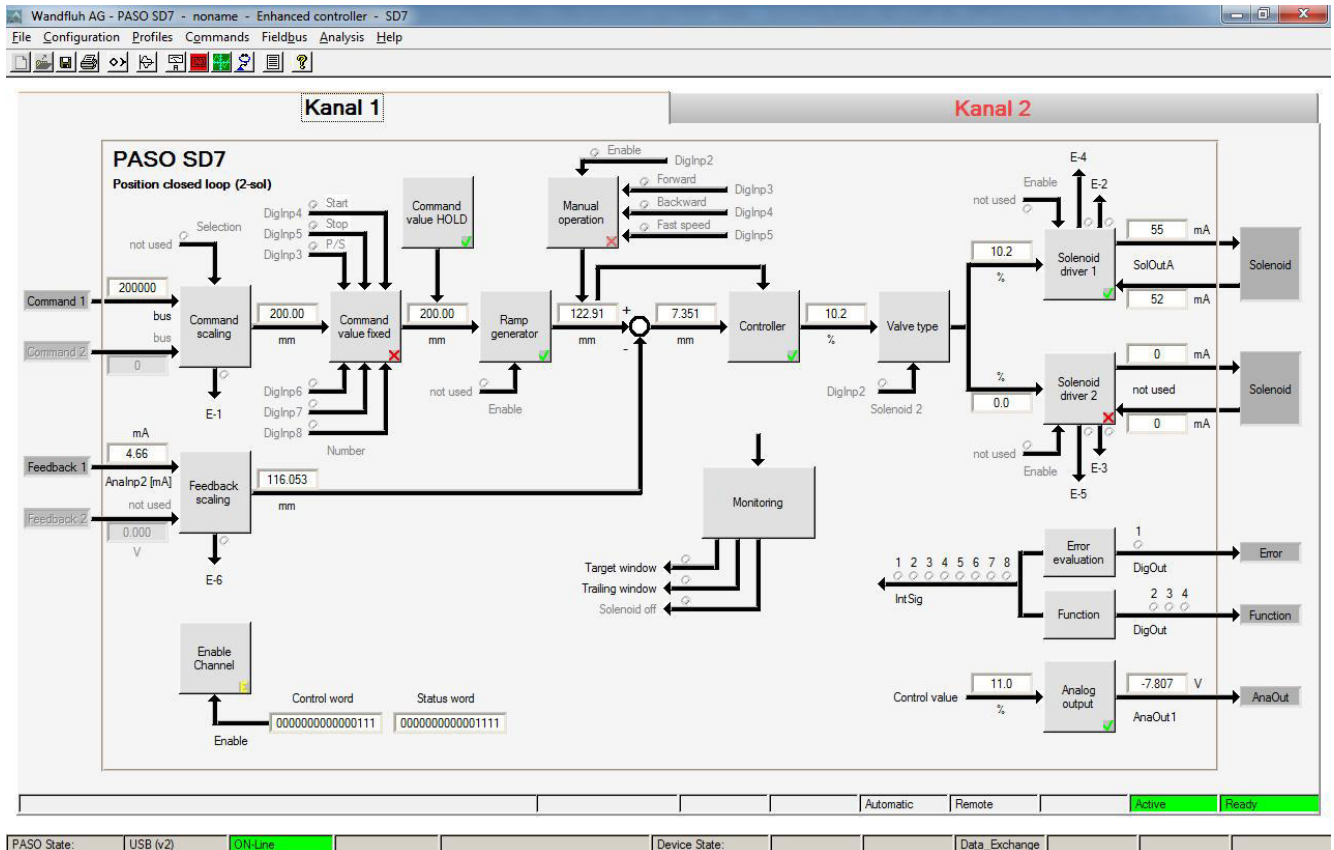 Wandfluh AG - PASO SD7 - noname - Enhanced controller - SD7
File Configuration Profiles Commands Fieldbus Analysis Help
Kanal 1
Kanal 2
PASO SD7
Position closed loop (2-sol)
Selection
not used
Command 1
200000
bus
bus
Command 2
0
Command scaling
E-1
200.00
mm
DigInp4 Start
DigInp5 Stop
DigInp3 P/S
Command value fixed
DigInp6
DigInp7
DigInp8
Number
Command value HOLD
200.00
mm
Ramp generator
not used
Enable
Enable
DigInp2
Manual operation
Forward DigInp3
Backward DigInp4
Fast speed DigInp5
122.91
mm
+
-
7.351
mm
Controller
10.2
%
Valve type
DigInp2
Solenoid 2
10.2
%
Enable
not used
E-4
E-2
Solenoid driver 1
55 mA
SolOutA
52 mA
Solenoid
%
0.0
Solenoid driver 2
not used
Enable
E-3
E-5
0 mA
not used
0 mA
Solenoid
mA
Feedback 1
4.66
AnaInp2 [mA]
not used
Feedback 2
0.000
V
Feedback scaling
E-6
116.053
mm
Monitoring
Target window
Trailing window
Solenoid off
1 2 3 4 5 6 7 8
IntSig
Error evaluation
1
DigOut
Error
Function
2 3 4
DigOut
Function
Enable Channel
Enable
Control word
0000000000000111
Status word
0000000000001111
Control value
11.0
%
Analog output
-7.807 V
AnaOut1
AnaOut
Automatic Remote Active Ready
PASO State: USB (v2) ON-Line Device State: Data_Exchange